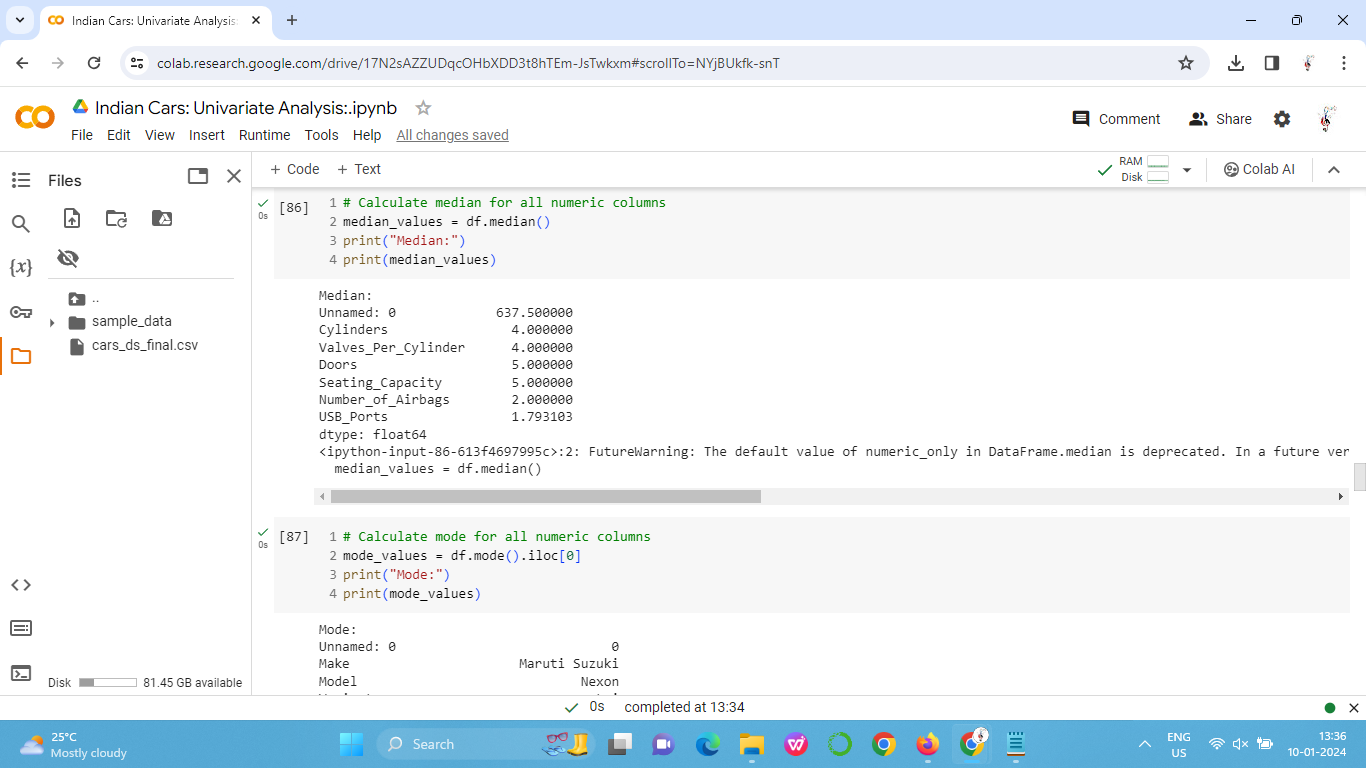 Indian Cars: Univariate Analysis
colab.research.google.com/drive/17N2sAZZUDqcOHbXDD3t8hTEm-JsTwkxm#scrollTo=NYjBUkfk-snT
Indian Cars: Univariate Analysis:.ipynb
File Edit View Insert Runtime Tools Help All changes saved
Comment Share
Files
+ Code + Text
RAM
Disk
Colab AI
..
sample_data
cars_ds_final.csv
Disk 81.45 GB available
0s
[86]
1 # Calculate median for all numeric columns
2 median_values = df.median()
3 print("Median:")
4 print(median_values)
Median:
Unnamed: 0 637.500000
Cylinders 4.000000
Valves_Per_Cylinder 4.000000
Doors 5.000000
Seating_Capacity 5.000000
Number_of_Airbags 2.000000
USB_Ports 1.793103
dtype: float64
<ipython-input-86-613f4697995c>:2: FutureWarning: The default value of numeric_only in DataFrame.median is deprecated. In a future ver
median_values = df.median()
0s
[87]
1 # Calculate mode for all numeric columns
2 mode_values = df.mode().iloc[0]
3 print("Mode:")
4 print(mode_values)
Mode:
Unnamed: 0 0
Make Maruti Suzuki
Model Nexon
0s completed at 13:34
25°C
Mostly cloudy
Search
ENG
US
13:36
10-01-2024